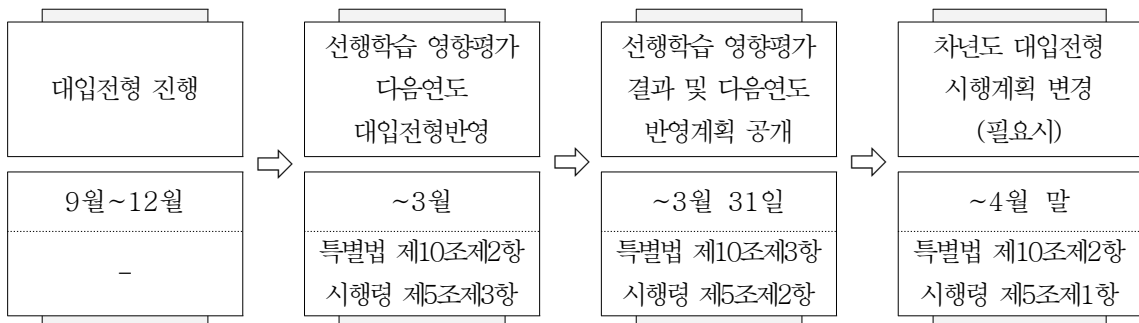 대입전형 진행
9월~12월
-
선행학습 영향평가
다음연도
대입전형반영
~3월
특별법 제10조제2항
시행령 제5조제3항
선행학습 영향평가
결과 및 다음연도
반영계획 공개
~3월 31일
특별법 제10조제3항
시행령 제5조제2항
차년도 대입전형
시행계획 변경
(필요시)
~4월 말
특별법 제10조제2항
시행령 제5조제1항